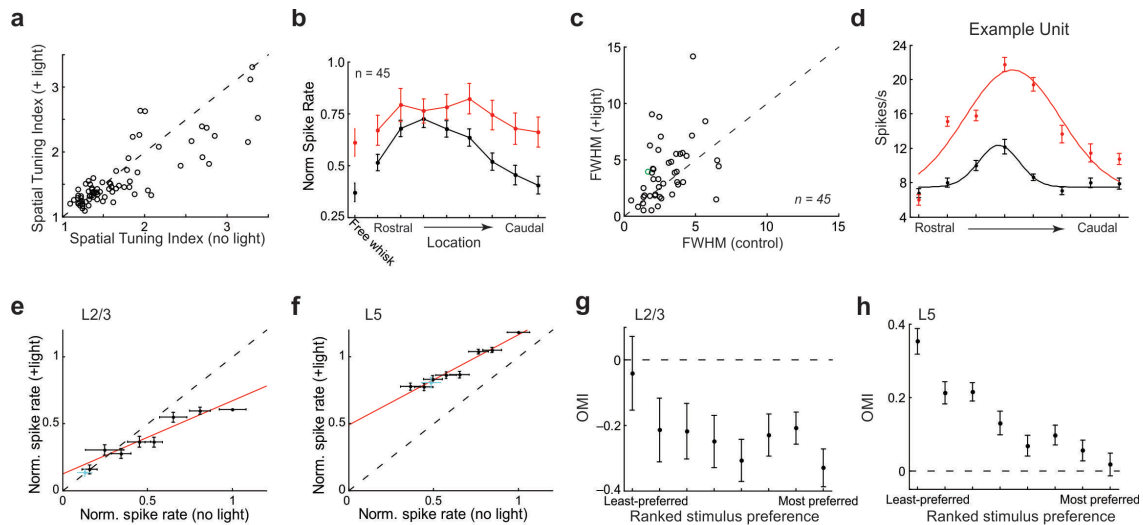 a
Spatial Tuning Index (+ light)
3
2
1
1
2
3
Spatial Tuning Index (no light)
b
n = 45
Norm Spike Rate
1.0
0.75
0.5
0.25
Free whisk
Rostral
Caudal
Location
c
FWHM (+light)
15
10
5
0
0
5
10
15
n = 45
FWHM (control)
d
Example Unit
Spikes/s
24
20
16
12
8
4
Rostral
Caudal
e
L2/3
Norm. spike rate (+light)
1
0.5
0
0
0.5
1
Norm. spike rate (no light)
f
L5
Norm. spike rate (+light)
1
0.5
0
0
0.5
1
Norm. spike rate (no light)
g
L2/3
OMI
0
−0.2
−0.4
Least-preferred
Most preferred
Ranked stimulus preference
h
L5
OMI
0.4
0.2
0
Least-preferred
Most preferred
Ranked stimulus preference